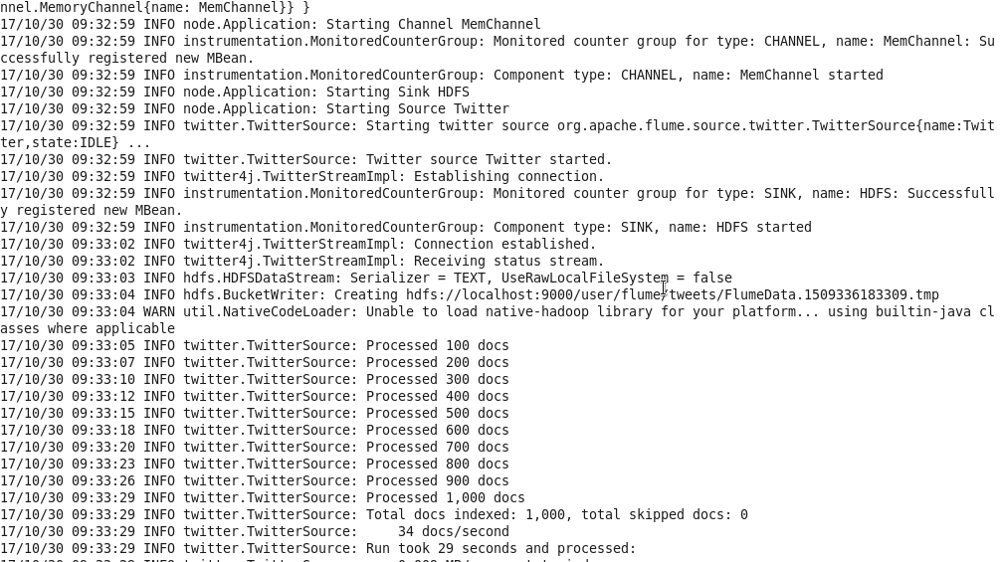 nnel.MemoryChannel{name: MemChannel}} }
17/10/30 09:32:59 INFO node.Application: Starting Channel MemChannel
17/10/30 09:32:59 INFO instrumentation.MonitoredCounterGroup: Monitored counter group for type: CHANNEL, name: MemChannel: Su
ccessfully registered new MBean.
17/10/30 09:32:59 INFO instrumentation.MonitoredCounterGroup: Component type: CHANNEL, name: MemChannel started
17/10/30 09:32:59 INFO node.Application: Starting Sink HDFS
17/10/30 09:32:59 INFO node.Application: Starting Source Twitter
17/10/30 09:32:59 INFO twitter.TwitterSource: Starting twitter source org.apache.flume.source.twitter.TwitterSource{name:Twit
ter,state:IDLE} ...
17/10/30 09:32:59 INFO twitter.TwitterSource: Twitter source Twitter started.
17/10/30 09:32:59 INFO twitter4j.TwitterStreamImpl: Establishing connection.
17/10/30 09:32:59 INFO instrumentation.MonitoredCounterGroup: Monitored counter group for type: SINK, name: HDFS: Successfull
y registered new MBean.
17/10/30 09:32:59 INFO instrumentation.MonitoredCounterGroup: Component type: SINK, name: HDFS started
17/10/30 09:33:02 INFO twitter4j.TwitterStreamImpl: Connection established.
17/10/30 09:33:02 INFO twitter4j.TwitterStreamImpl: Receiving status stream.
17/10/30 09:33:03 INFO hdfs.HDFSDataStream: Serializer = TEXT, UseRawLocalFileSystem = false
17/10/30 09:33:04 INFO hdfs.BucketWriter: Creating hdfs://localhost:9000/user/flume/tweets/FlumeData.1509336183309.tmp
17/10/30 09:33:04 WARN util.NativeCodeLoader: Unable to load native-hadoop library for your platform... using builtin-java cl
asses where applicable
17/10/30 09:33:05 INFO twitter.TwitterSource: Processed 100 docs
17/10/30 09:33:07 INFO twitter.TwitterSource: Processed 200 docs
17/10/30 09:33:10 INFO twitter.TwitterSource: Processed 300 docs
17/10/30 09:33:12 INFO twitter.TwitterSource: Processed 400 docs
17/10/30 09:33:15 INFO twitter.TwitterSource: Processed 500 docs
17/10/30 09:33:18 INFO twitter.TwitterSource: Processed 600 docs
17/10/30 09:33:20 INFO twitter.TwitterSource: Processed 700 docs
17/10/30 09:33:23 INFO twitter.TwitterSource: Processed 800 docs
17/10/30 09:33:26 INFO twitter.TwitterSource: Processed 900 docs
17/10/30 09:33:29 INFO twitter.TwitterSource: Processed 1,000 docs
17/10/30 09:33:29 INFO twitter.TwitterSource: Total docs indexed: 1,000, total skipped docs: 0
17/10/30 09:33:29 INFO twitter.TwitterSource:     34 docs/second
17/10/30 09:33:29 INFO twitter.TwitterSource: Run took 29 seconds and processed: